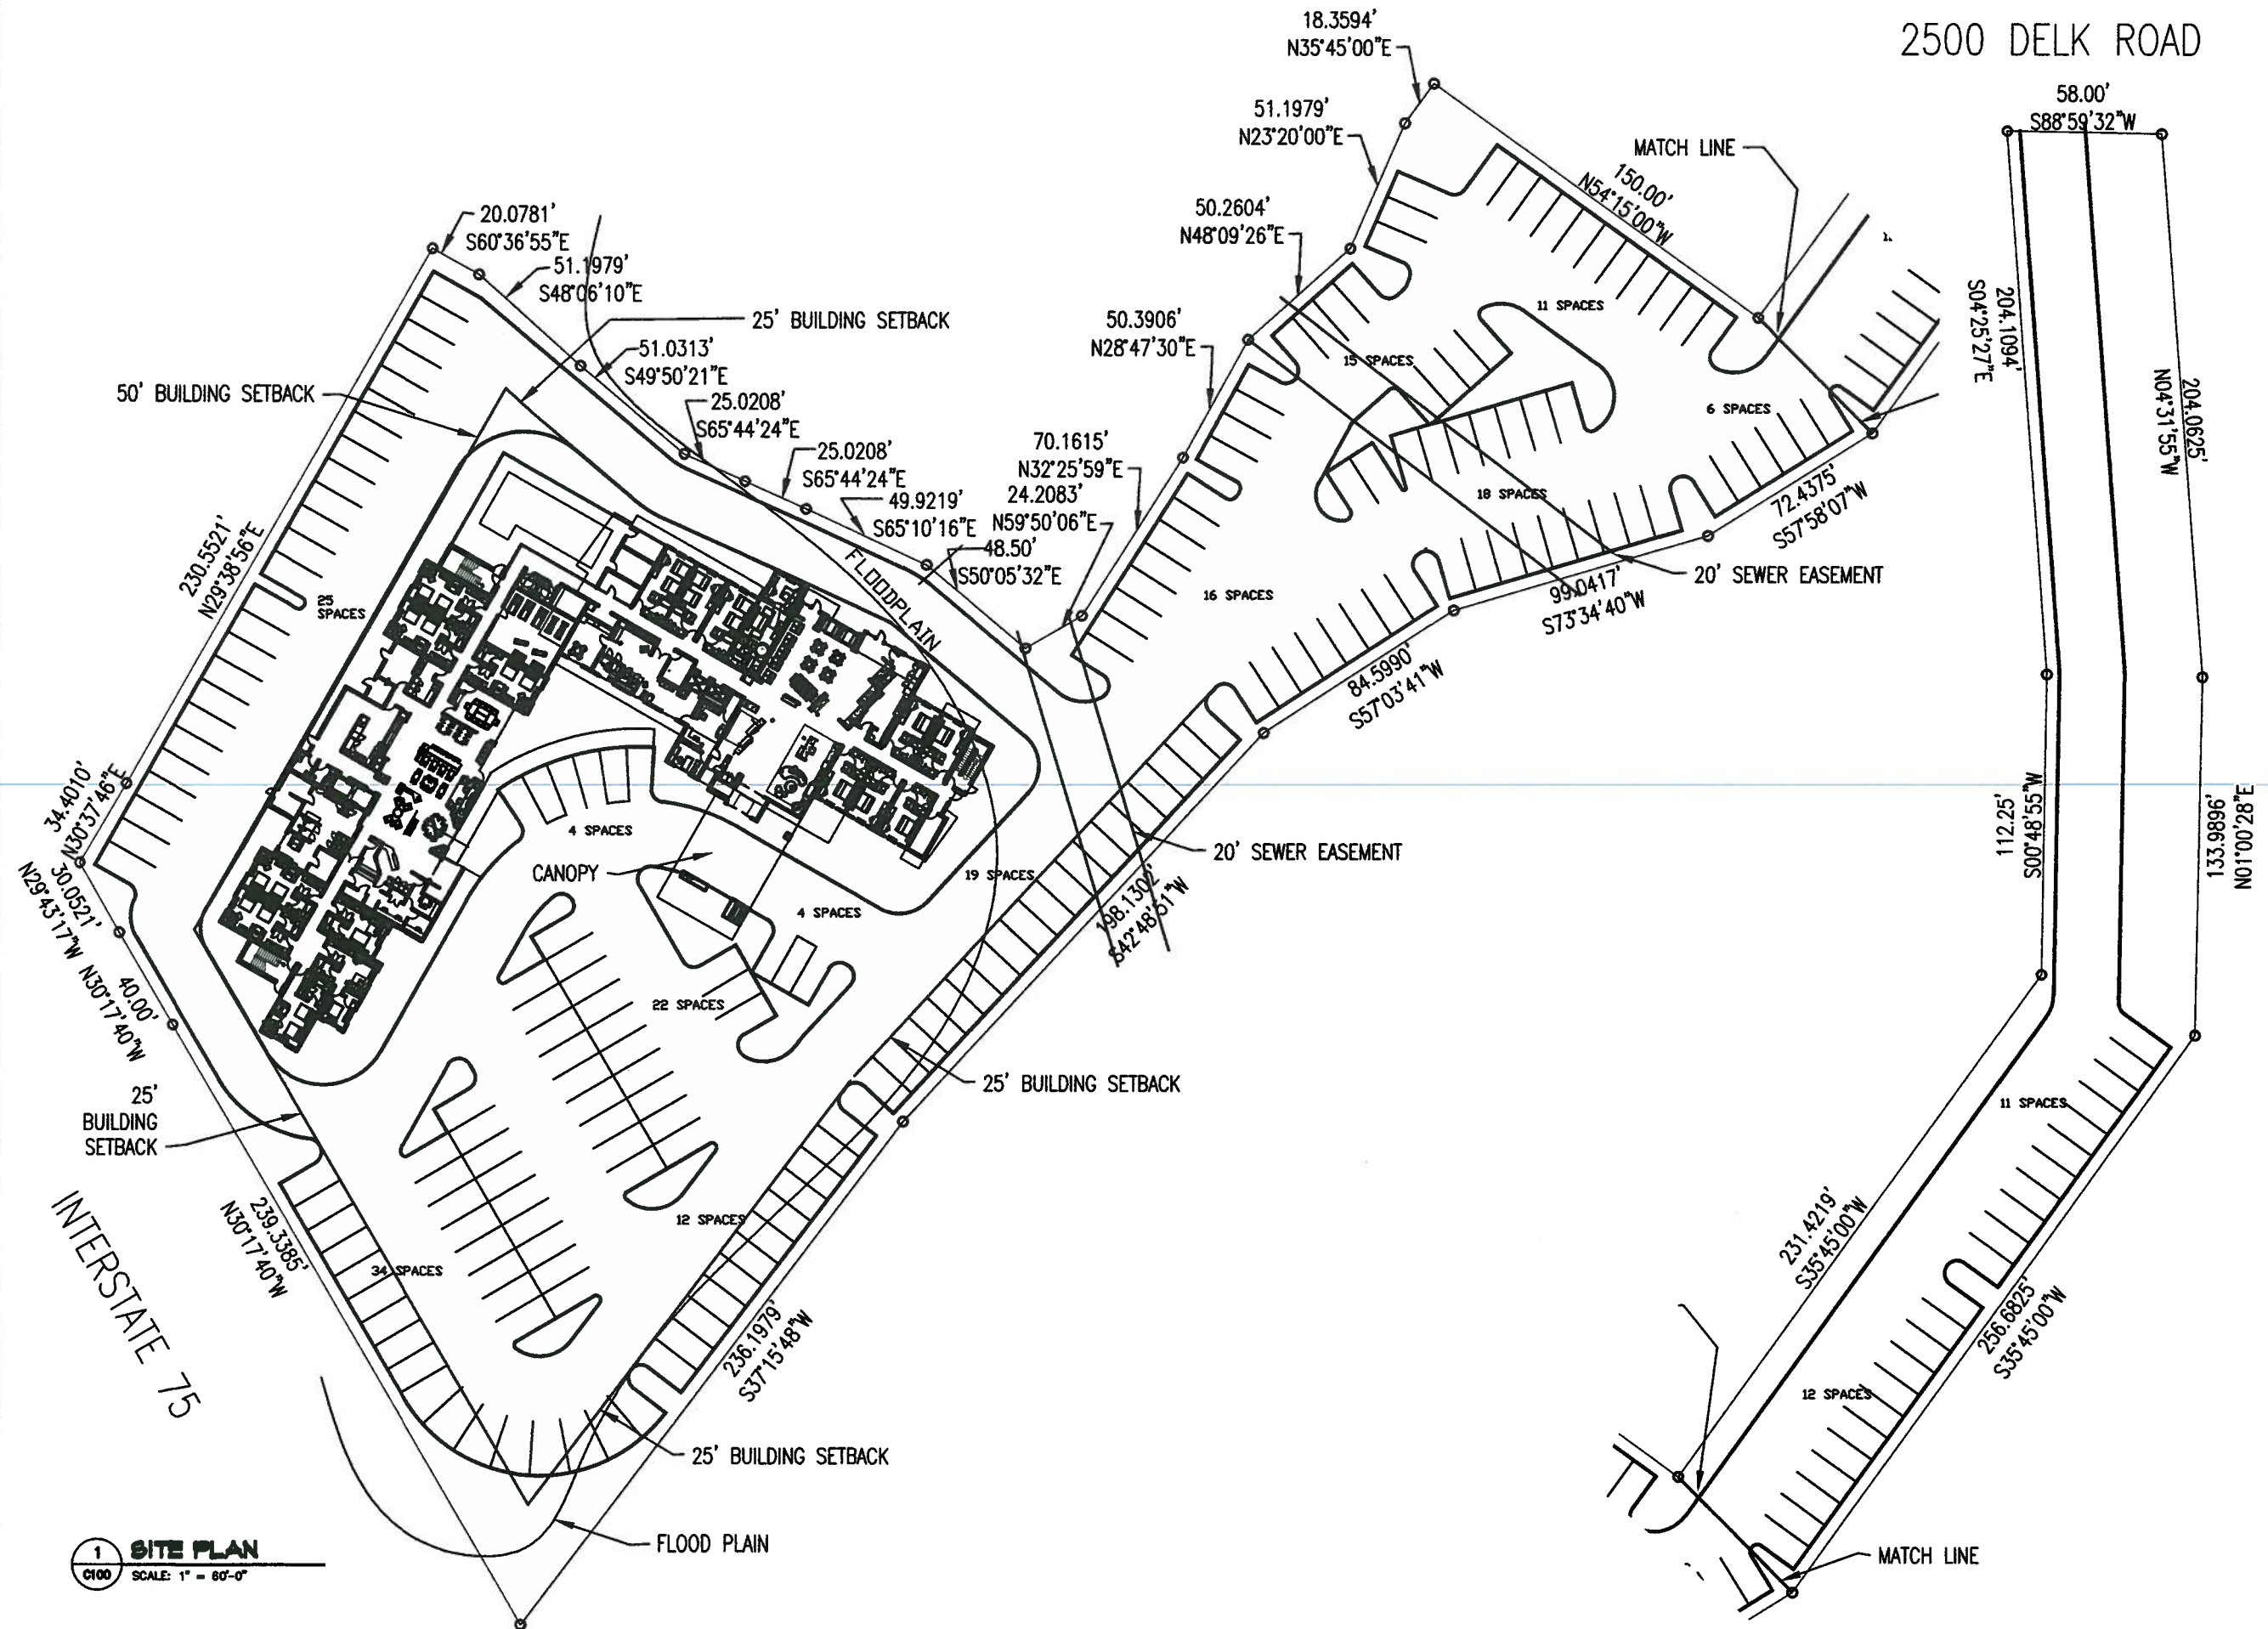 2500 DELK ROAD
18.3594'
N35°45'00"E
51.1979'
N23°20'00"E
50.2604'
N48°09'26"E
50.3906'
N28°47'30"E
70.1615'
N32°25'59"E
24.2083'
N59°50'06"E
48.50'
S50°05'32"E
20.0781'
S60°36'55"E
51.1979'
S48°06'10"E
51.0313'
S49°50'21"E
25.0208'
S65°44'24"E
25.0208'
S65°44'24"E
49.9219'
S65°10'16"E
25' BUILDING SETBACK
50' BUILDING SETBACK
MATCH LINE
150.00'
N54°15'00"W
58.00'
S88°59'32"W
204.1094'
S04°25'27"E
204.0625'
N04°31'55"W
112.25'
S00°48'55"W
133.9896'
N01°00'28"E
231.4219'
S35°45'00"W
256.6825'
S35°45'00"W
11 SPACES
12 SPACES
MATCH LINE
11 SPACES
15 SPACES
6 SPACES
18 SPACES
16 SPACES
72.4375'
S57°58'07"W
20' SEWER EASEMENT
99.0417'
S73°34'40"W
84.5990'
S57°03'41"W
230.5521'
N29°38'56"E
25
SPACES
FLOODPLAIN
34.4010'
N30°37'46"E
30.0521'
N29°43'17"W
40.00'
N30°17'40"W
4 SPACES
CANOPY
4 SPACES
19 SPACES
20' SEWER EASEMENT
198.1302'
S42°48'51"W
22 SPACES
25' BUILDING SETBACK
25'
BUILDING
SETBACK
239.3385'
N30°17'40"W
12 SPACES
34 SPACES
236.1979'
S37°15'48"W
25' BUILDING SETBACK
INTERSTATE 75
FLOOD PLAIN
1
C100
SITE PLAN
SCALE: 1" = 60'-0"